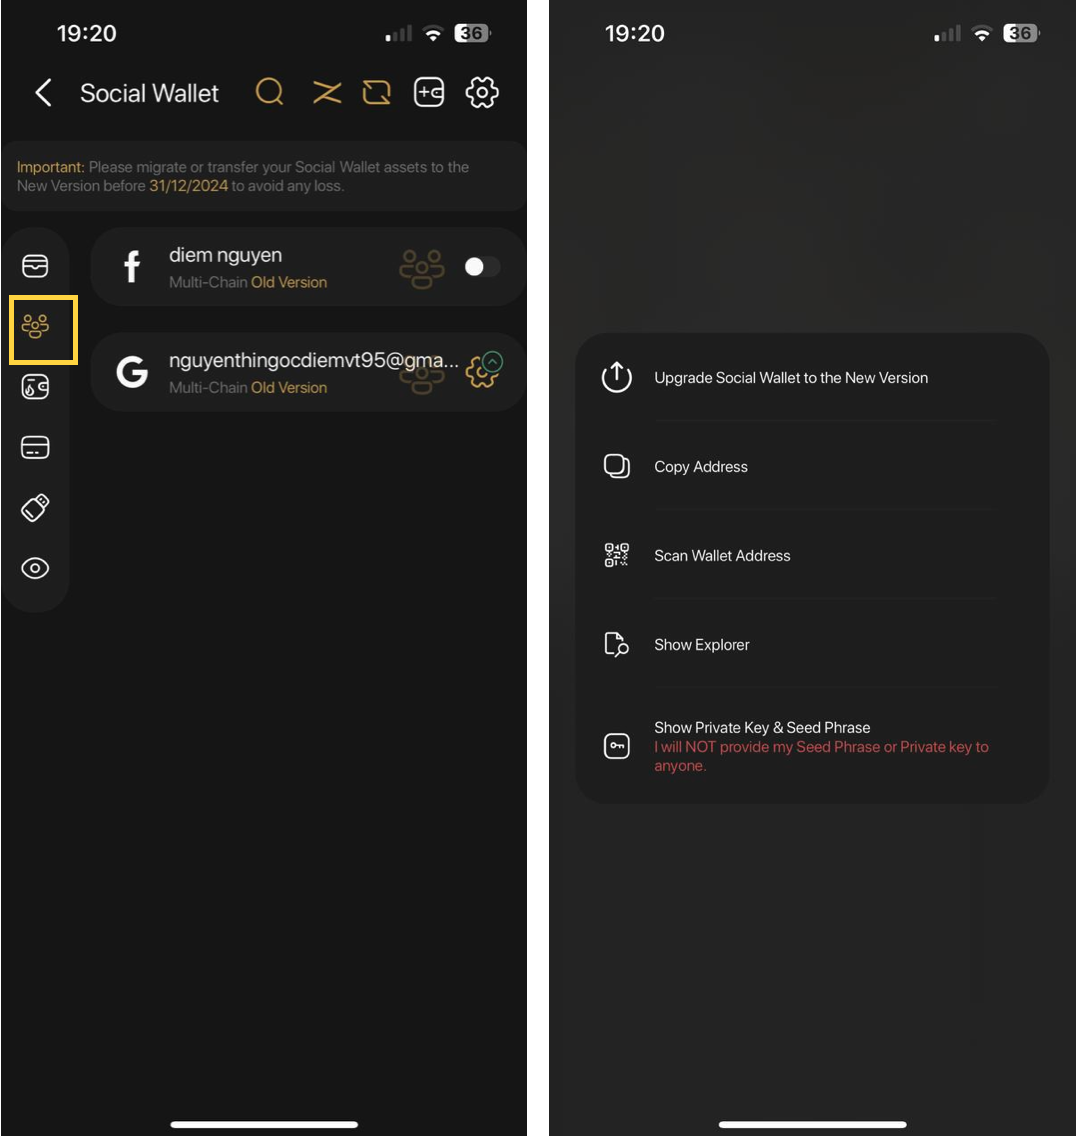 19:20
36
Social Wallet
Important: Please migrate or transfer your Social Wallet assets to the
New Version before 31/12/2024 to avoid any loss.
diem nguyen
Multi-Chain Old Version
G
nguyenthingocdiemvt95@gma...
Multi-Chain Old Version
19:20
36
Upgrade Social Wallet to the New Version
Copy Address
Scan Wallet Address
Show Explorer
Show Private Key & Seed Phrase
I will NOT provide my Seed Phrase or Private key to
anyone.